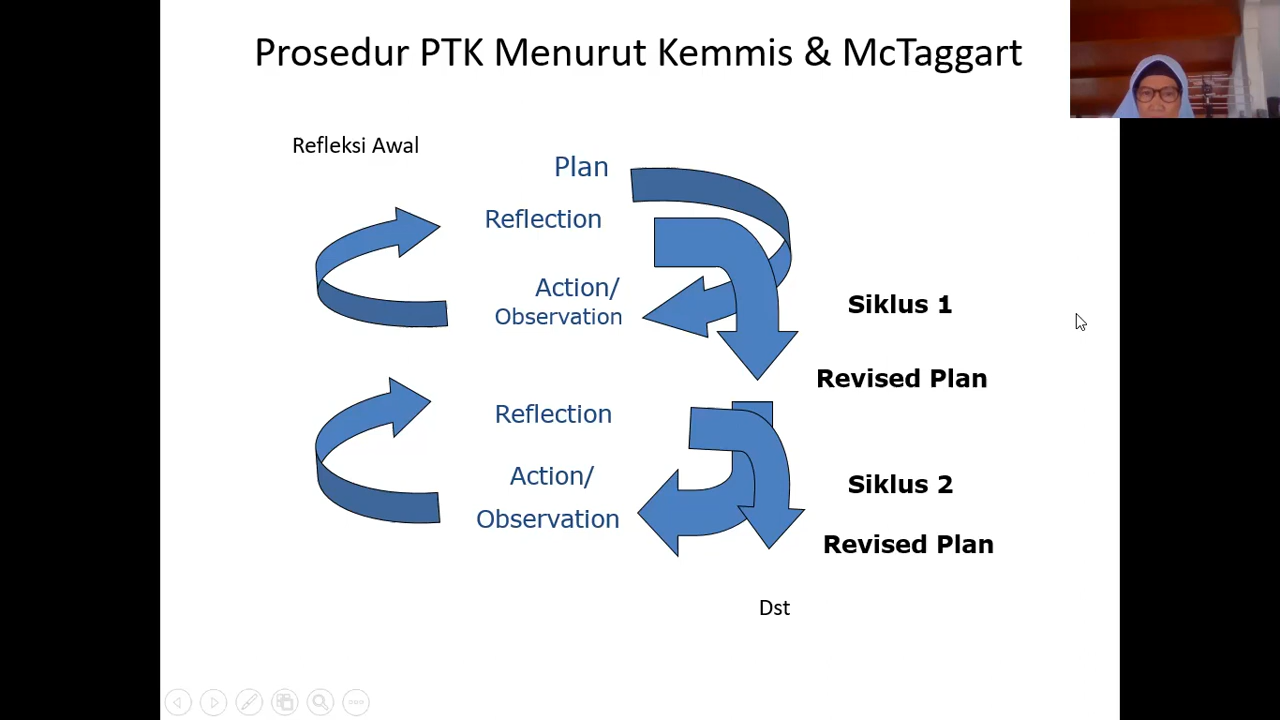 Prosedur PTK Menurut Kemmis & McTaggart
Refleksi Awal
Plan
Reflection
Action/
Observation
Siklus 1
Revised Plan
Reflection
Action/
Observation
Siklus 2
Revised Plan
Dst